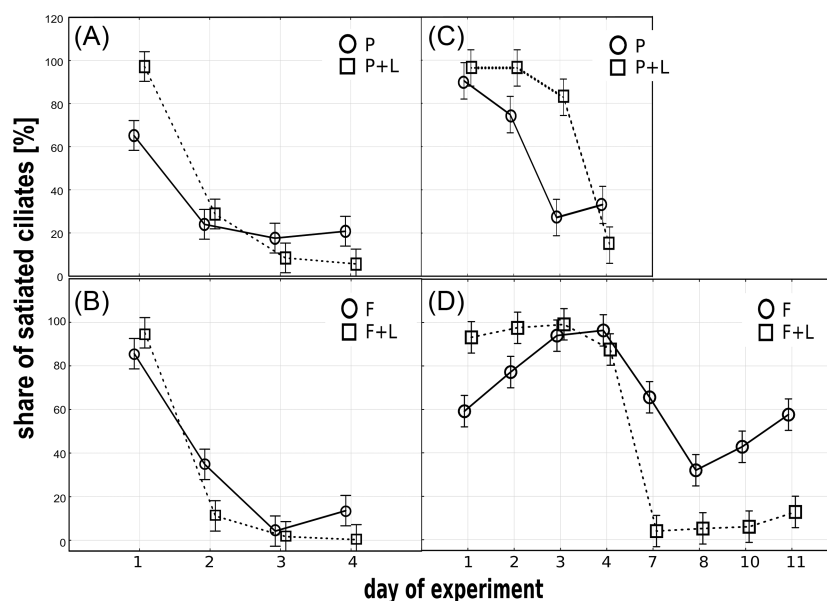 share of satiated ciliates [%]
120
100
80
60
40
20
0
(A)
P
P+L
(C)
P
P+L
100
80
60
40
20
0
(B)
F
F+L
(D)
F
F+L
1 2 3 4 1 2 3 4 7 8 10 11
day of experiment